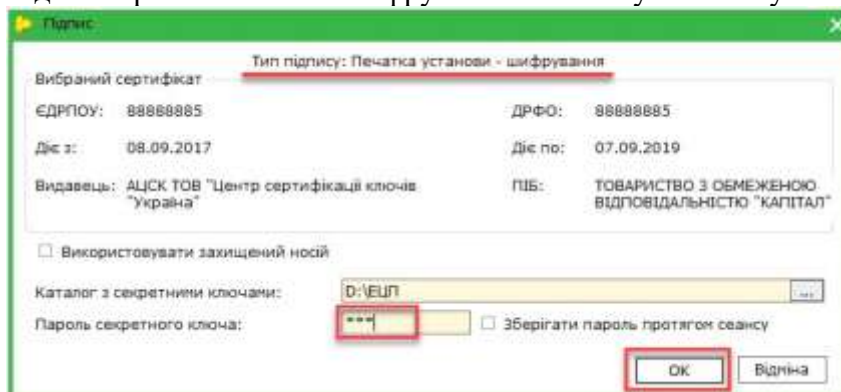 Підпис
Тип підпису: Печатка установи - шифрування
Вибраний сертифікат
ЄДРПОУ: 88888885 ДРФО: 88888885
Діє з: 08.09.2017 Діє по: 07.09.2019
Видавець: АЦСК ТОВ "Центр сертифікації ключів "Україна" ПІБ: ТОВАРИСТВО З ОБМЕЖЕНОЮ ВІДПОВІДАЛЬНІСТЮ "КАПІТАЛ"
Використовувати захищений носій
Каталог з секретними ключами: D:\ЕЦП ...
Пароль секретного ключа: *** Зберігати пароль протягом сеансу
ОК Відміна